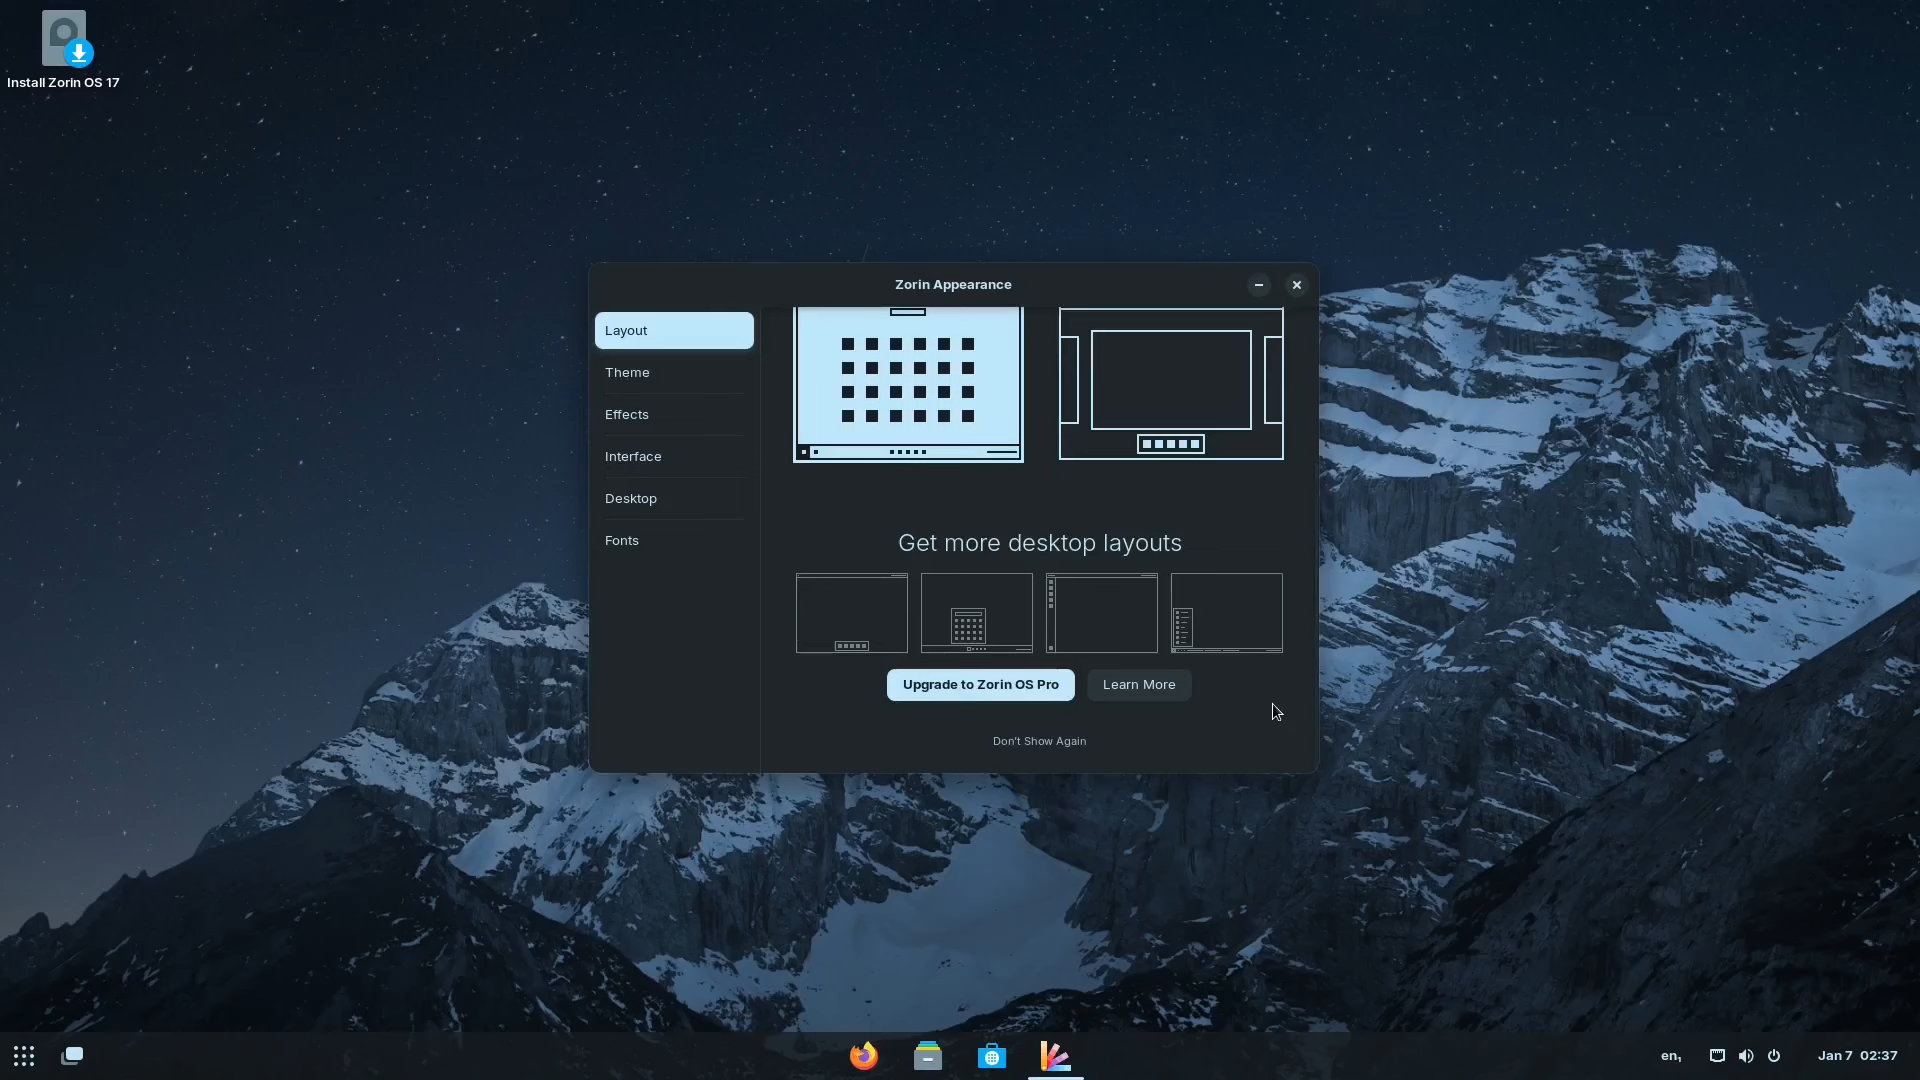 Install Zorin OS 17
Zorin Appearance
Layout
Theme
Effects
Interface
Desktop
Fonts
Get more desktop layouts
Upgrade to Zorin OS Pro
Learn More
Don't Show Again
en₁
Jan 7 02:37